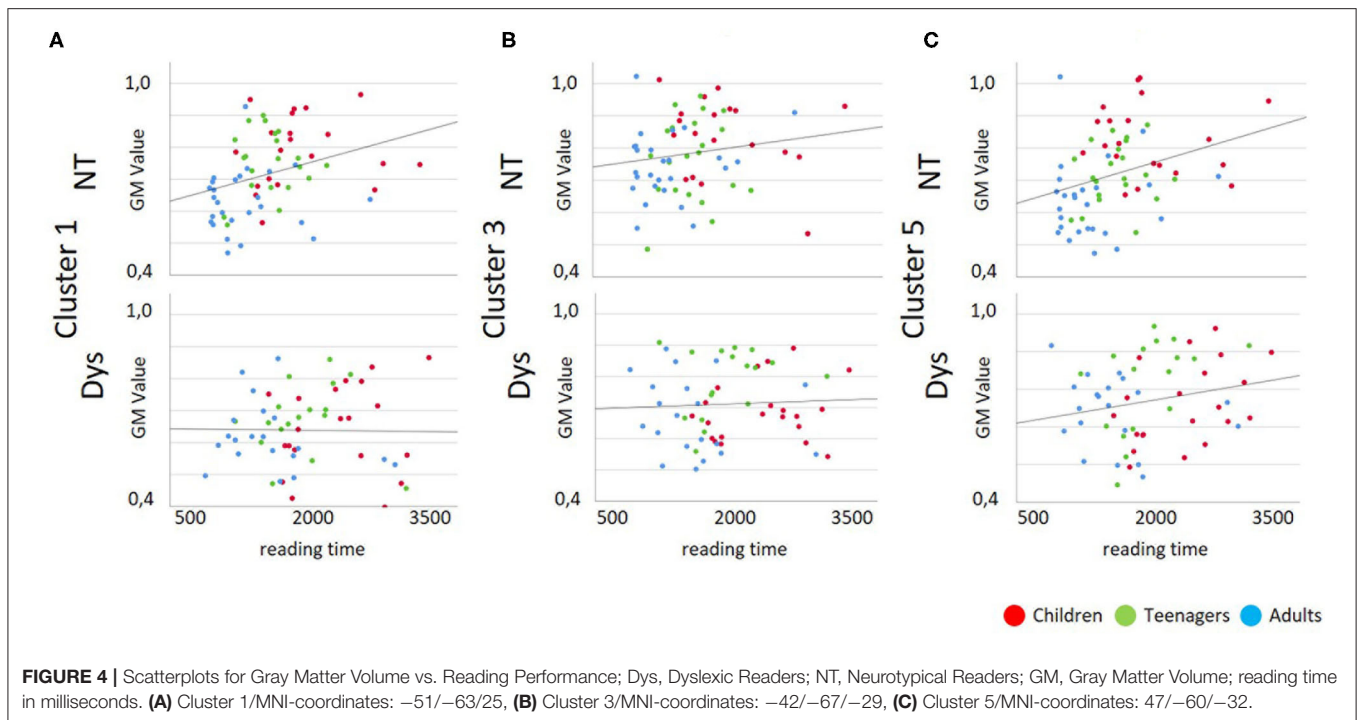 A
B
C
Cluster 1
NT
GM Value
1,0
0,4
Dys
GM Value
1,0
0,4
500 2000 3500
reading time
Cluster 3
NT
GM Value
1,0
0,4
Dys
GM Value
1,0
0,4
500 2000 3500
reading time
Cluster 5
NT
GM Value
1,0
0,4
Dys
GM Value
1,0
0,4
500 2000 3500
reading time
Children Teenagers Adults
FIGURE 4 | Scatterplots for Gray Matter Volume vs. Reading Performance; Dys, Dyslexic Readers; NT, Neurotypical Readers; GM, Gray Matter Volume; reading time
in milliseconds. (A) Cluster 1/MNI-coordinates: −51/−63/25, (B) Cluster 3/MNI-coordinates: −42/−67/−29, (C) Cluster 5/MNI-coordinates: 47/−60/−32.